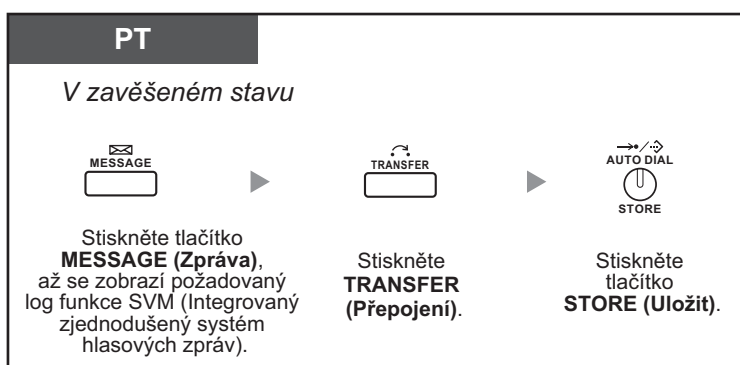 PT
V zavěšeném stavu
MESSAGE
TRANSFER
AUTO DIAL
STORE
Stiskněte tlačítko
MESSAGE (Zpráva),
až se zobrazí požadovaný
log funkce SVM (Integrovaný
zjednodušený systém
hlasových zpráv).
Stiskněte
TRANSFER
(Přepojení).
Stiskněte
tlačítko
STORE (Uložit).